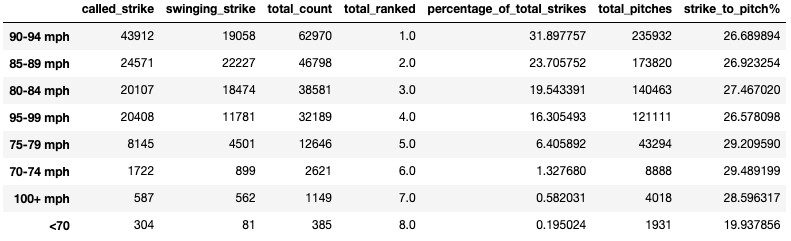 called_strike swinging_strike total_count total_ranked percentage_of_total_strikes total_pitches strike_to_pitch%
90-94 mph 43912 19058 62970 1.0 31.897757 235932 26.689894
85-89 mph 24571 22227 46798 2.0 23.705752 173820 26.923254
80-84 mph 20107 18474 38581 3.0 19.543391 140463 27.467020
95-99 mph 20408 11781 32189 4.0 16.305493 121111 26.578098
75-79 mph 8145 4501 12646 5.0 6.405892 43294 29.209590
70-74 mph 1722 899 2621 6.0 1.327680 8888 29.489199
100+ mph 587 562 1149 7.0 0.582031 4018 28.596317
<70 304 81 385 8.0 0.195024 1931 19.937856